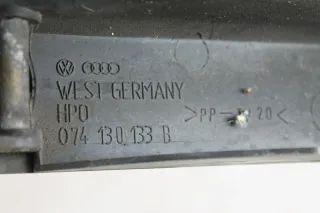 WEST GERMANY
HPO >PP- 20<
074 130 133 B